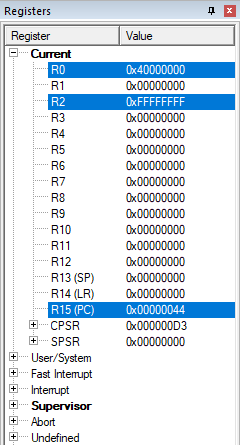 Registers
Register Value
Current
R0 0x40000000
R1 0x00000000
R2 0xFFFFFFFF
R3 0x00000000
R4 0x00000000
R5 0x00000000
R6 0x00000000
R7 0x00000000
R8 0x00000000
R9 0x00000000
R10 0x00000000
R11 0x00000000
R12 0x00000000
R13 (SP) 0x00000000
R14 (LR) 0x00000000
R15 (PC) 0x00000044
CPSR 0x000000D3
SPSR 0x00000000
User/System
Fast Interrupt
Interrupt
Supervisor
Abort
Undefined